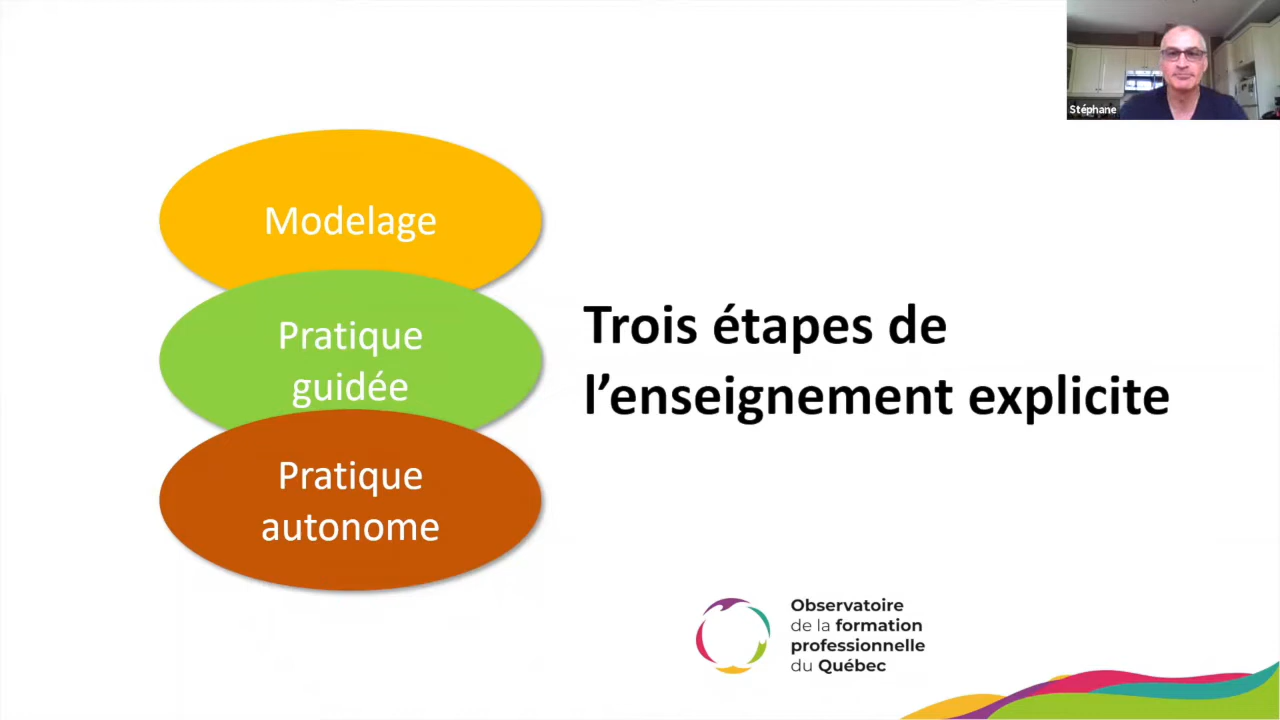 Stéphane
Modelage
Pratique
guidée
Pratique
autonome
Trois étapes de
l’enseignement explicite
Observatoire
de la formation
professionnelle
du Québec